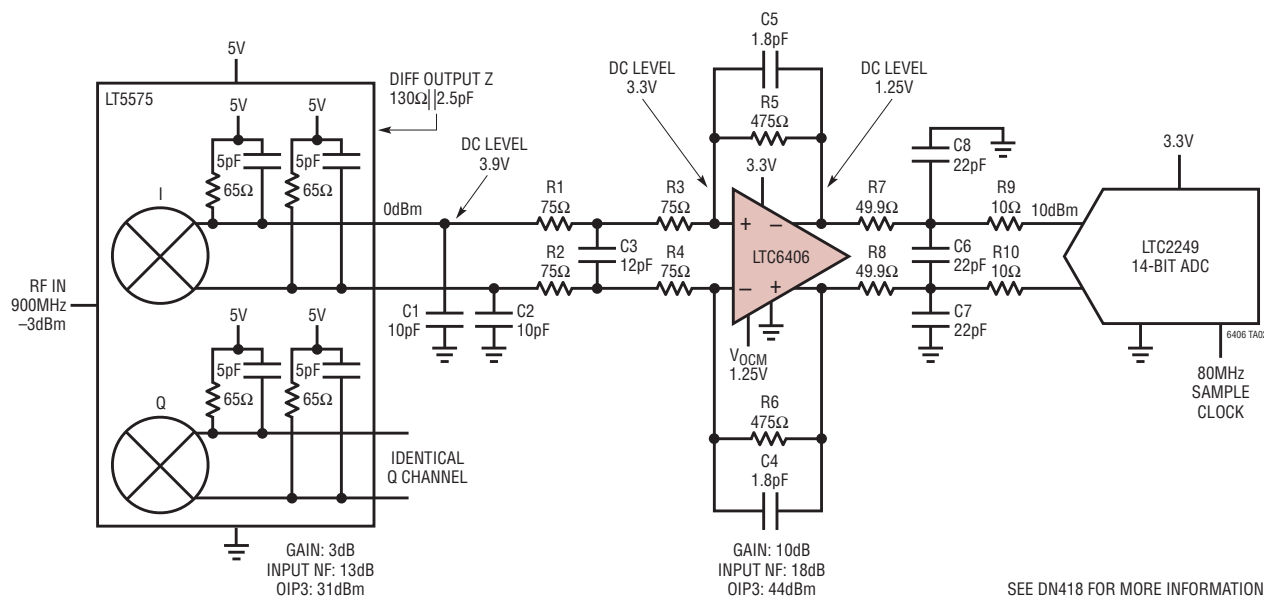 5V
LT5575
5V
5V
5pF
5pF
65Ω
65Ω
I
DIFF OUTPUT Z
130Ω||2.5pF
DC LEVEL
3.9V
0dBm
RF IN
900MHz
–3dBm
5V
5V
5pF
5pF
65Ω
65Ω
Q
IDENTICAL
Q CHANNEL
C1
10pF
C2
10pF
R1
75Ω
R2
75Ω
C3
12pF
R3
75Ω
R4
75Ω
DC LEVEL
3.3V
C5
1.8pF
R5
475Ω
DC LEVEL
1.25V
3.3V
+ –
LTC6406
– +
VOCM
1.25V
R6
475Ω
C4
1.8pF
R7
49.9Ω
R8
49.9Ω
C8
22pF
C6
22pF
C7
22pF
R9
10Ω
R10
10Ω
10dBm
3.3V
LTC2249
14-BIT ADC
80MHz
SAMPLE
CLOCK
GAIN: 3dB
INPUT NF: 13dB
OIP3: 31dBm
GAIN: 10dB
INPUT NF: 18dB
OIP3: 44dBm
SEE DN418 FOR MORE INFORMATION